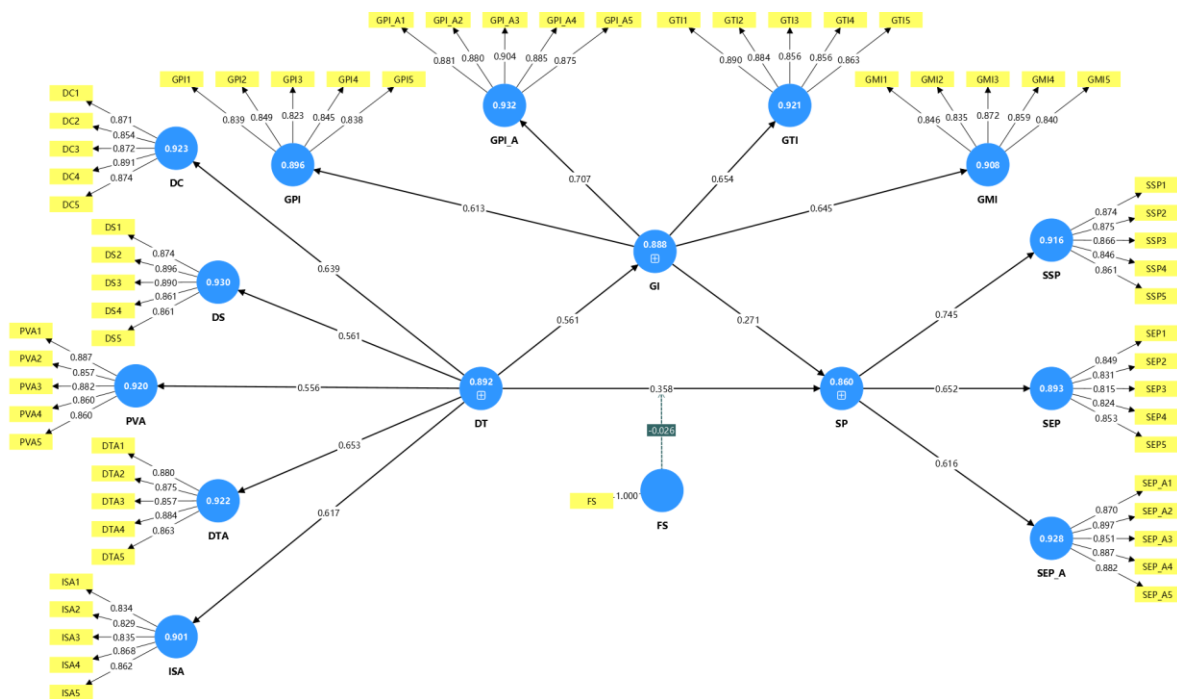 GPI_A1 GPI_A2 GPI_A3 GPI_A4 GPI_A5
0.881 0.880 0.904 0.885 0.875
0.932
GPI_A
GTI1 GTI2 GTI3 GTI4 GTI5
0.890 0.884 0.856 0.856 0.863
0.921
GTI
GPI1 GPI2 GPI3 GPI4 GPI5
0.839 0.849 0.823 0.845 0.838
0.896
GPI
GMI1 GMI2 GMI3 GMI4 GMI5
0.846 0.835 0.872 0.859 0.840
0.908
GMI
DC1
DC2
DC3
DC4
DC5
0.871
0.854
0.872
0.891
0.874
0.923
DC
DS1
DS2
DS3
DS4
DS5
0.874
0.896
0.890
0.861
0.861
0.930
DS
PVA1
PVA2
PVA3
PVA4
PVA5
0.887
0.857
0.882
0.860
0.860
0.920
PVA
DTA1
DTA2
DTA3
DTA4
DTA5
0.880
0.875
0.857
0.884
0.863
0.922
DTA
ISA1
ISA2
ISA3
ISA4
ISA5
0.834
0.829
0.835
0.868
0.862
0.901
ISA
0.613
0.707
0.654
0.645
0.888
GI
0.639
0.561
0.556
0.653
0.617
0.892
DT
0.561
0.271
0.358
-0.026
FS
1.000
FS
0.860
SP
0.745
0.652
0.616
SSP1
SSP2
SSP3
SSP4
SSP5
0.874
0.875
0.866
0.846
0.861
0.916
SSP
SEP1
SEP2
SEP3
SEP4
SEP5
0.849
0.831
0.815
0.824
0.853
0.893
SEP
SEP_A1
SEP_A2
SEP_A3
SEP_A4
SEP_A5
0.870
0.897
0.851
0.887
0.882
0.928
SEP_A